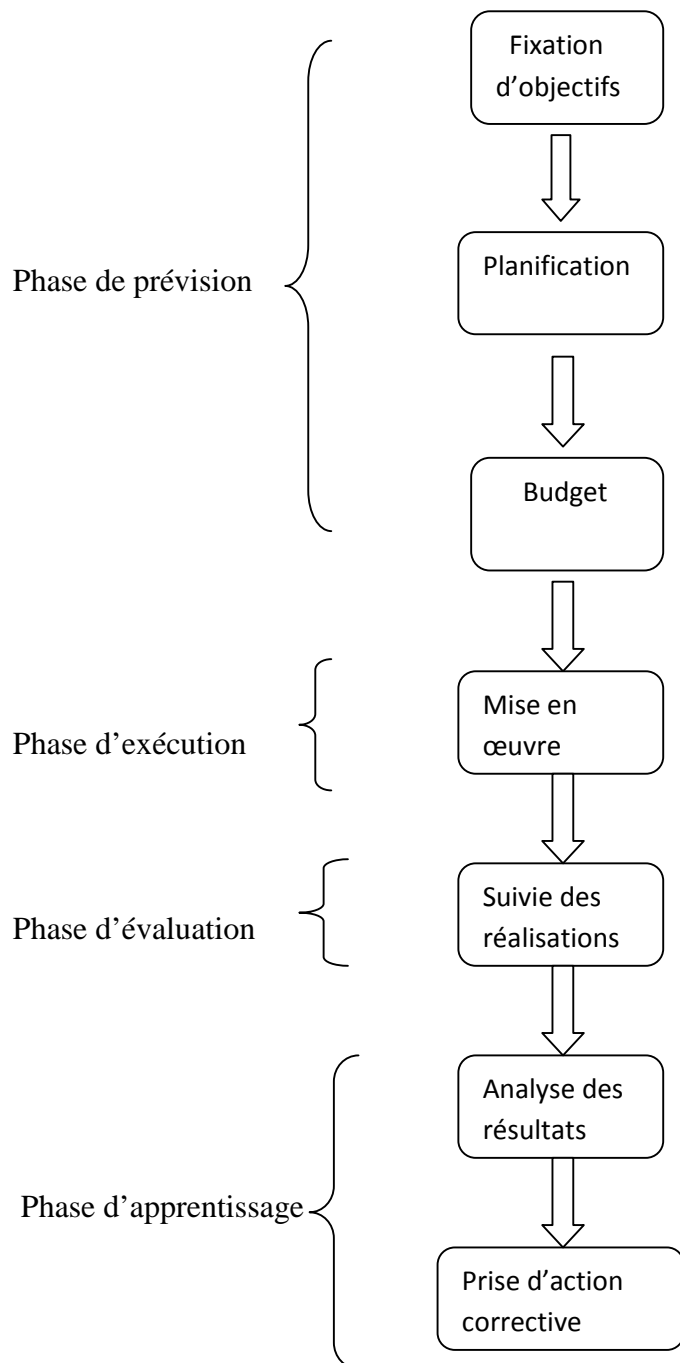 Fixation
d’objectifs
Planification
Phase de prévision
Budget
Mise en
œuvre
Phase d’exécution
Suivie des
réalisations
Phase d’évaluation
Analyse des
résultats
Phase d’apprentissage
Prise d’action
corrective